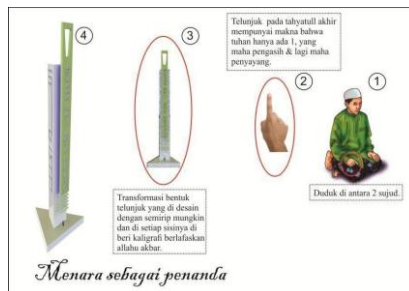 Telunjuk pada tahyatull akhir
mempunyai makna bahwa
tuhan hanya ada 1, yang
maha pengasih & lagi maha
penyayang.
4
3
2
1
Duduk di antara 2 sujud.
Transformasi bentuk
telunjuk yang di desain
dengan semirip mungkin
dan di setiap sisinya di
beri kaligrafi berlafaskan
allahu akbar.
Menara sebagai penanda